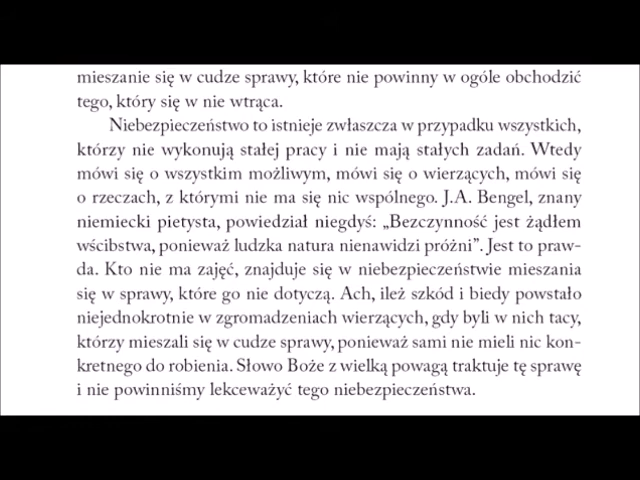 mieszanie się w cudze sprawy, które nie powinny w ogóle obchodzić
tego, który się w nie wtrąca.
Niebezpieczeństwo to istnieje zwłaszcza w przypadku wszystkich,
którzy nie wykonują stałej pracy i nie mają stałych zadań. Wtedy
mówi się o wszystkim możliwym, mówi się o wierzących, mówi się
o rzeczach, z którymi nie ma się nic wspólnego. J.A. Bengel, znany
niemiecki pietysta, powiedział niegdyś: „Bezczynność jest żądłem
wścibstwa, ponieważ ludzka natura nienawidzi próżni”. Jest to praw-
da. Kto nie ma zajęć, znajduje się w niebezpieczeństwie mieszania
się w sprawy, które go nie dotyczą. Ach, ileż szkód i biedy powstało
niejednokrotnie w zgromadzeniach wierzących, gdy byli w nich tacy,
którzy mieszali się w cudze sprawy, ponieważ sami nie mieli nic kon-
kretnego do robienia. Słowo Boże z wielką powagą traktuje tę sprawę
i nie powinniśmy lekceważyć tego niebezpieczeństwa.